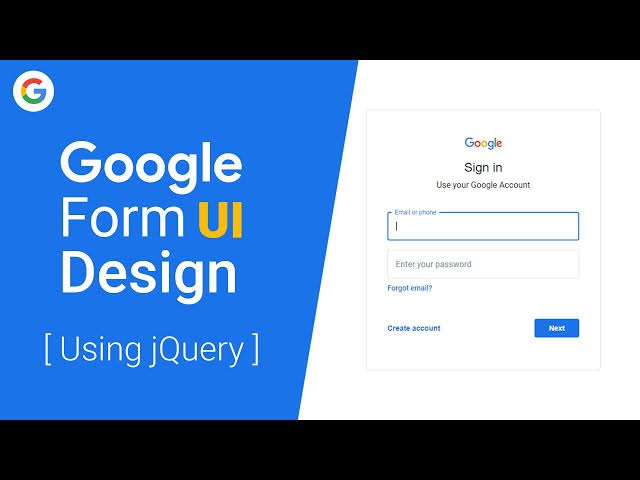 Google
Form UI
Design
[ Using jQuery ]
Google
Sign in
Use your Google Account
Email or phone
Enter your password
Forgot email?
Create account
Next